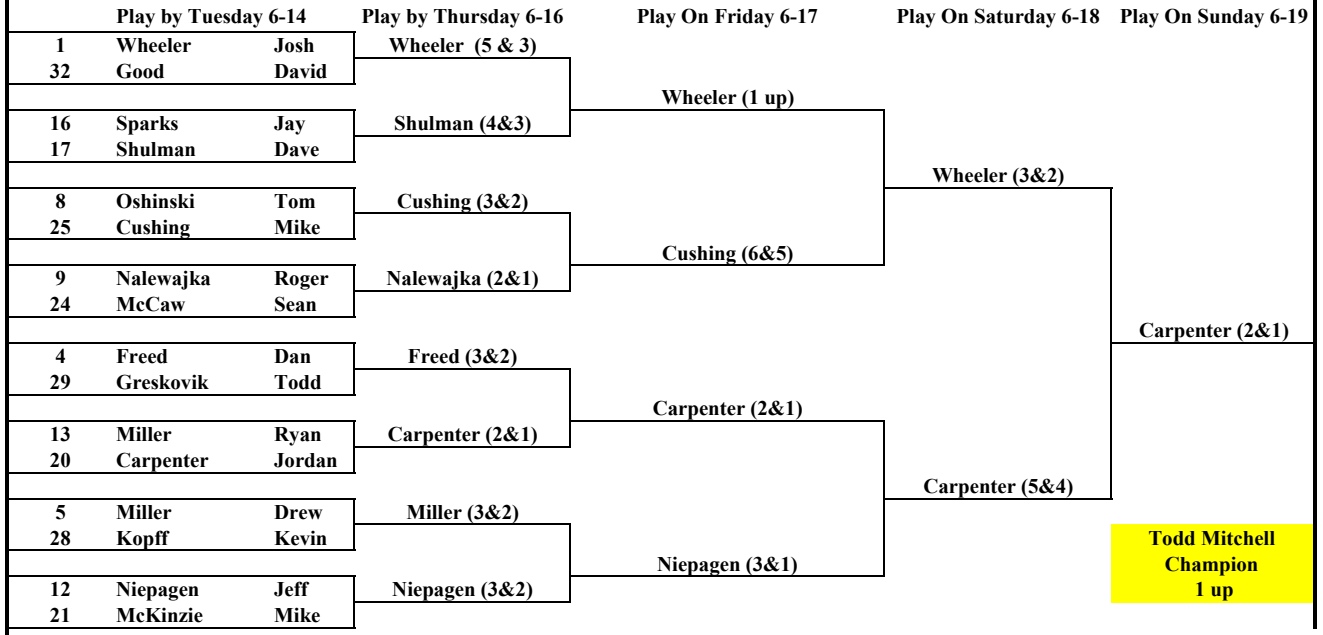 Play by Tuesday 6-14 Play by Thursday 6-16 Play On Friday 6-17 Play On Saturday 6-18 Play On Sunday 6-19
1 Wheeler Josh Wheeler (5 & 3)
32 Good David
Wheeler (1 up)
16 Sparks Jay Shulman (4&3)
17 Shulman Dave
Wheeler (3&2)
8 Oshinski Tom Cushing (3&2)
25 Cushing Mike
Cushing (6&5)
9 Nalewajka Roger Nalewajka (2&1)
24 McCaw Sean
Carpenter (2&1)
4 Freed Dan Freed (3&2)
29 Greskovik Todd
Carpenter (2&1)
13 Miller Ryan Carpenter (2&1)
20 Carpenter Jordan
Carpenter (5&4)
5 Miller Drew Miller (3&2)
28 Kopff Kevin Todd Mitchell
Niepagen (3&1) Champion
12 Niepagen Jeff Niepagen (3&2) 1 up
21 McKinzie Mike